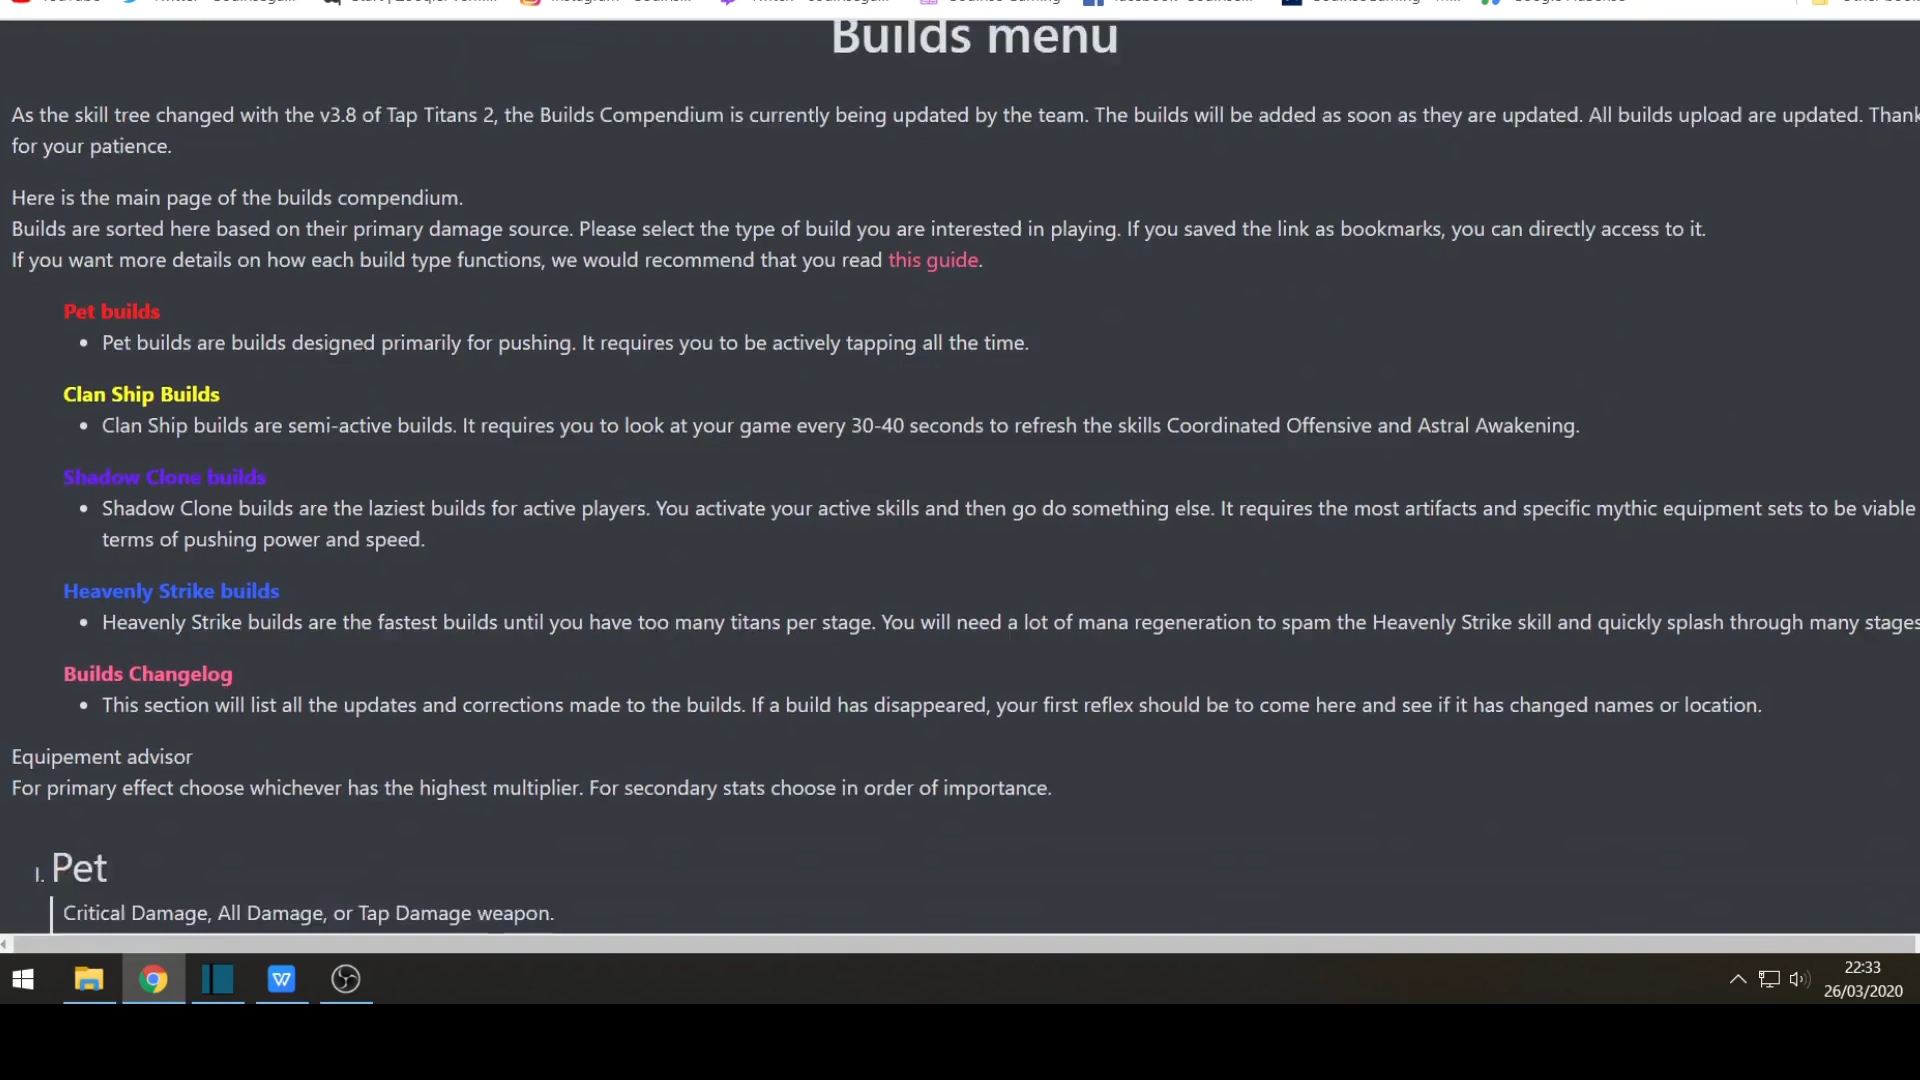 YouTube
Builds menu
As the skill tree changed with the v3.8 of Tap Titans 2, the Builds Compendium is currently being updated by the team. The builds will be added as soon as they are updated. All builds upload are updated. Thank
for your patience.
Here is the main page of the builds compendium.
Builds are sorted here based on their primary damage source. Please select the type of build you are interested in playing. If you saved the link as bookmarks, you can directly access to it.
If you want more details on how each build type functions, we would recommend that you read this guide.
Pet builds
• Pet builds are builds designed primarily for pushing. It requires you to be actively tapping all the time.
Clan Ship Builds
• Clan Ship builds are semi-active builds. It requires you to look at your game every 30-40 seconds to refresh the skills Coordinated Offensive and Astral Awakening.
Shadow Clone builds
• Shadow Clone builds are the laziest builds for active players. You activate your active skills and then go do something else. It requires the most artifacts and specific mythic equipment sets to be viable
terms of pushing power and speed.
Heavenly Strike builds
• Heavenly Strike builds are the fastest builds until you have too many titans per stage. You will need a lot of mana regeneration to spam the Heavenly Strike skill and quickly splash through many stages
Builds Changelog
• This section will list all the updates and corrections made to the builds. If a build has disappeared, your first reflex should be to come here and see if it has changed names or location.
Equipement advisor
For primary effect choose whichever has the highest multiplier. For secondary stats choose in order of importance.
I. Pet
Critical Damage, All Damage, or Tap Damage weapon.
22:33
26/03/2020